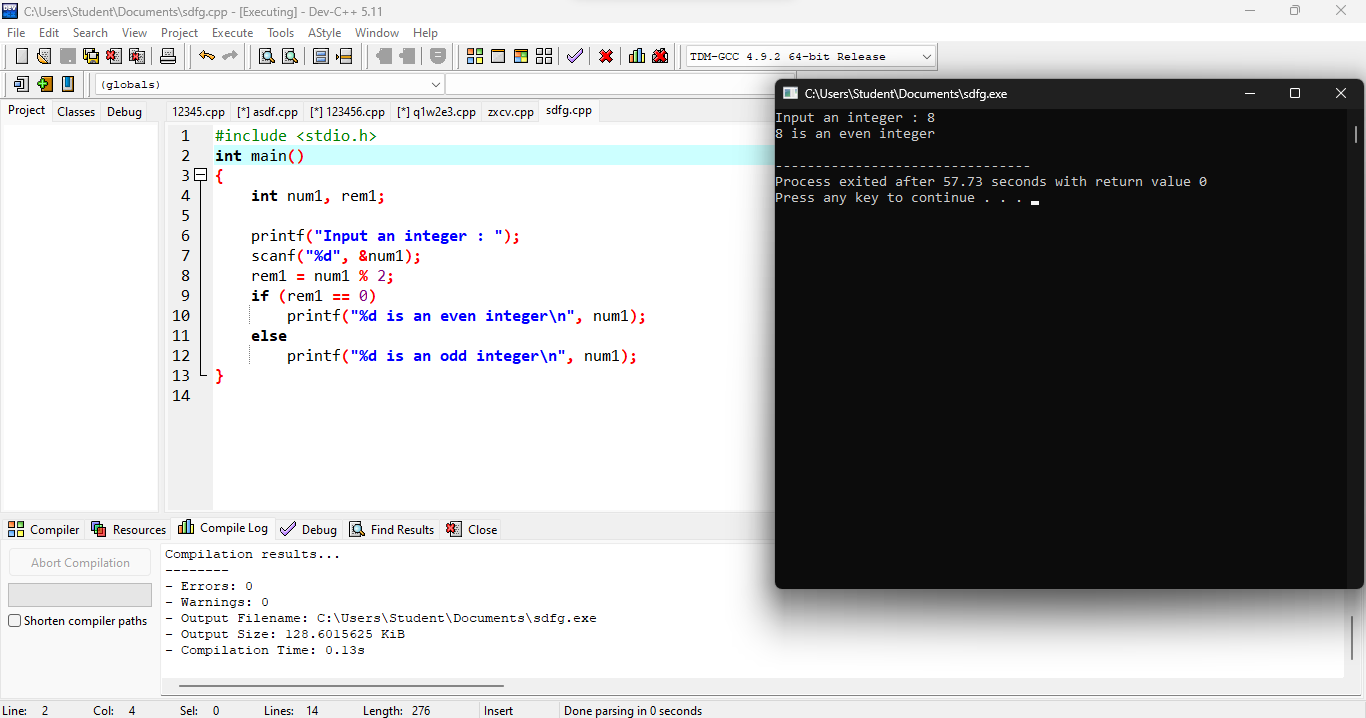 C:\Users\Student\Documents\sdfg.cpp - [Executing] - Dev-C++ 5.11
File Edit Search View Project Execute Tools AStyle Window Help
TDM-GCC 4.9.2 64-bit Release
(globals)
Project Classes Debug
12345.cpp [*] asdf.cpp [*] 123456.cpp [*] q1w2e3.cpp zxcv.cpp sdfg.cpp
1 #include <stdio.h>
2 int main()
3 {
4 int num1, rem1;
5
6 printf("Input an integer : ");
7 scanf("%d", &num1);
8 rem1 = num1 % 2;
9 if (rem1 == 0)
10 printf("%d is an even integer\n", num1);
11 else
12 printf("%d is an odd integer\n", num1);
13 }
14
C:\Users\Student\Documents\sdfg.exe
Input an integer : 8
8 is an even integer
--------------------------------
Process exited after 57.73 seconds with return value 0
Press any key to continue . . .
Compiler Resources Compile Log Debug Find Results Close
Abort Compilation
Shorten compiler paths
Compilation results...
--------
- Errors: 0
- Warnings: 0
- Output Filename: C:\Users\Student\Documents\sdfg.exe
- Output Size: 128.6015625 KiB
- Compilation Time: 0.13s
Line: 2 Col: 4 Sel: 0 Lines: 14 Length: 276 Insert Done parsing in 0 seconds